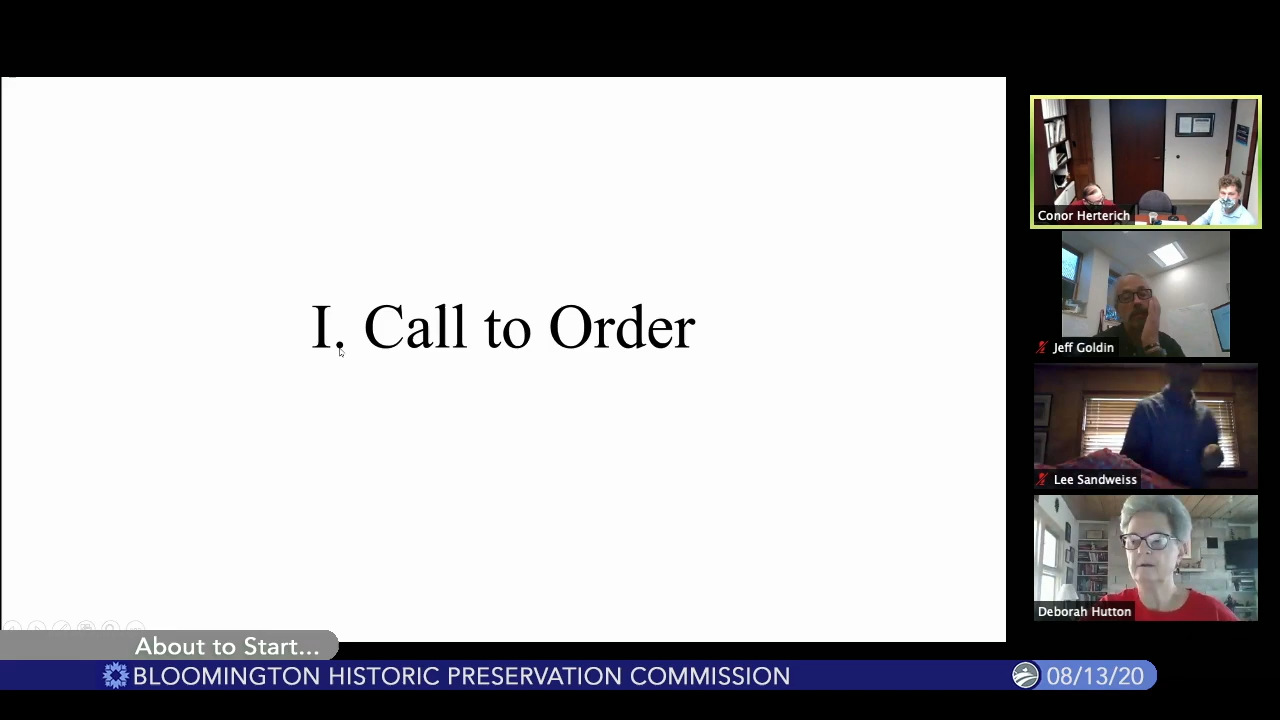 I. Call to Order
Conor Herterich
Jeff Goldin
Lee Sandweiss
Deborah Hutton
About to Start...
BLOOMINGTON HISTORIC PRESERVATION COMMISSION
08/13/20